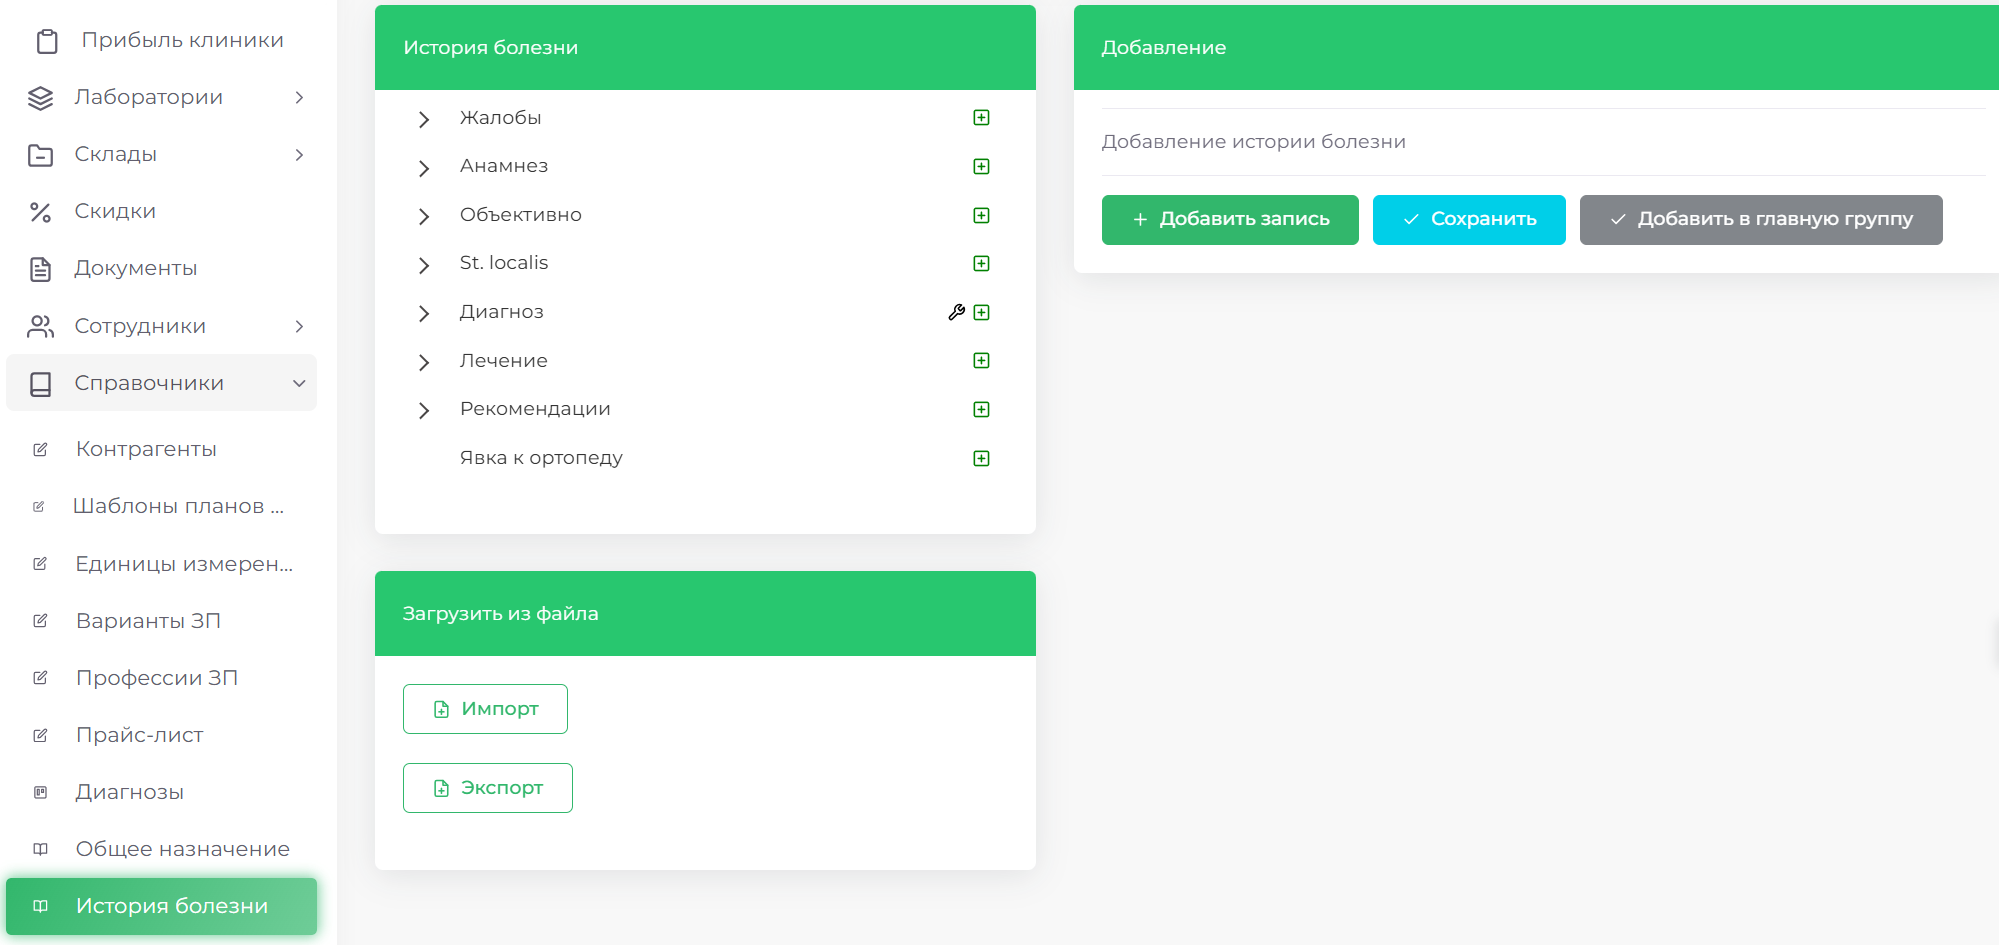 Прибыль клиники
Лаборатории
Склады
Скидки
Документы
Сотрудники
Справочники
Контрагенты
Шаблоны планов ...
Единицы измерен...
Варианты ЗП
Профессии ЗП
Прайс-лист
Диагнозы
Общее назначение
История болезни
История болезни
Жалобы
Анамнез
Объективно
St. localis
Диагноз
Лечение
Рекомендации
Явка к ортопеду
Загрузить из файла
Импорт
Экспорт
Добавление
Добавление истории болезни
Добавить запись
Сохранить
Добавить в главную группу